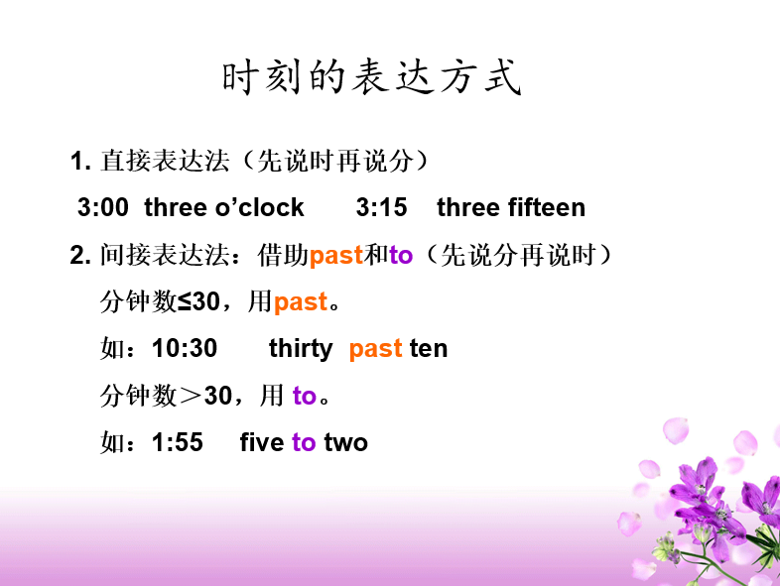 时刻的表达方式
1. 直接表达法（先说时再说分）
3:00 three o’clock 3:15 three fifteen
2. 间接表达法：借助past和to（先说分再说时）
分钟数≤30，用past。
如：10:30 thirty past ten
分钟数＞30，用 to。
如：1:55 five to two